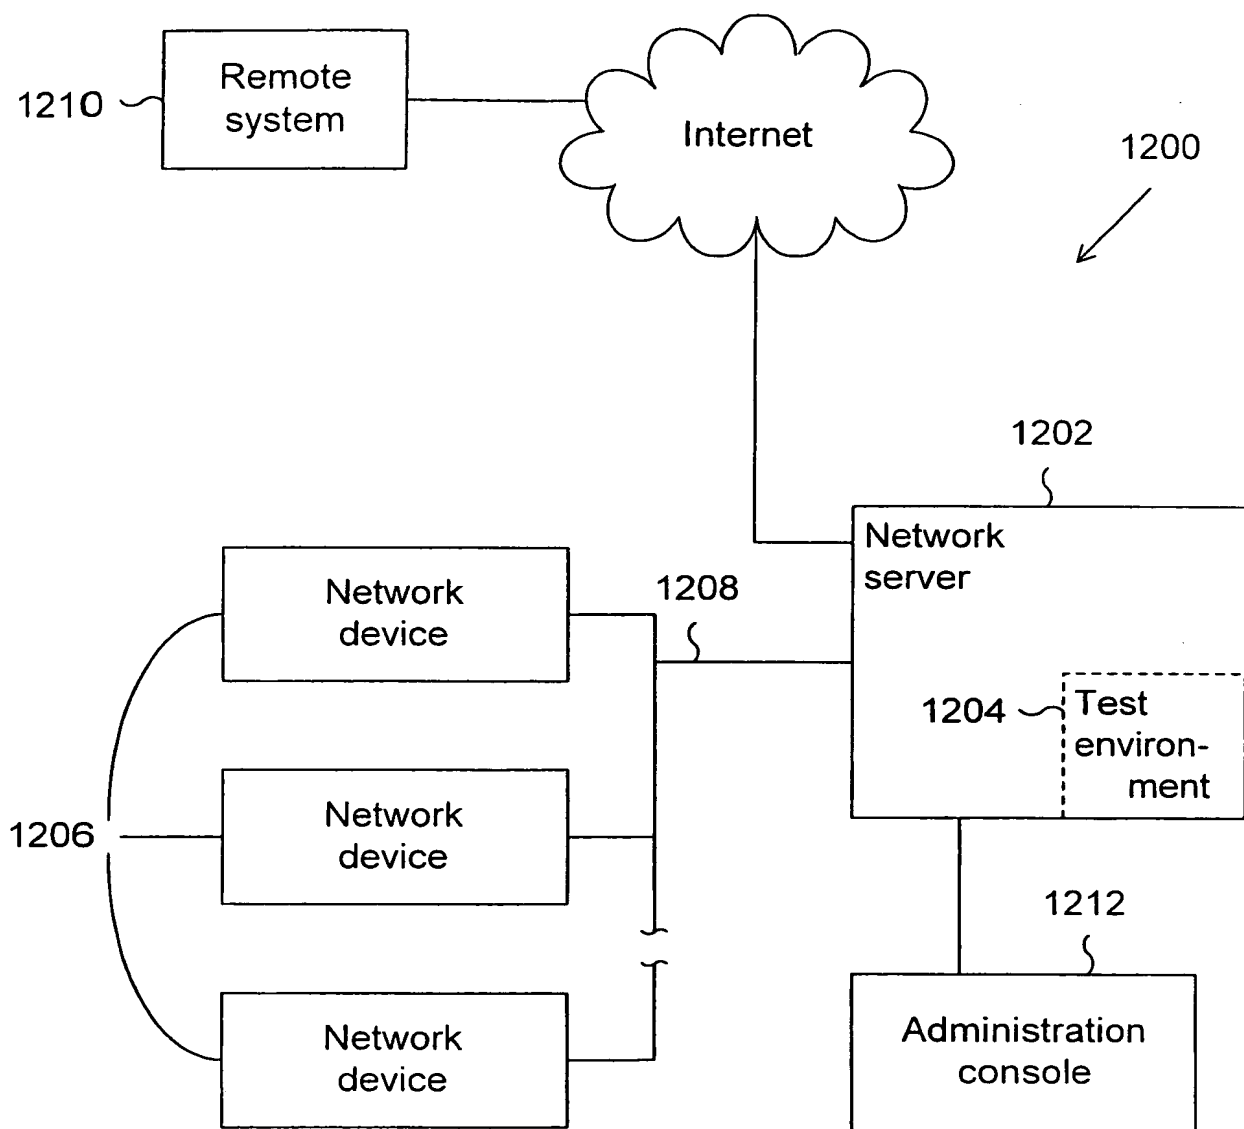 Remote
system
1210
Internet
1200
1202
Network
server
1208
Network
device
1204
Test
environ-
ment
Network
device
1206
1212
Network
device
Administration
console